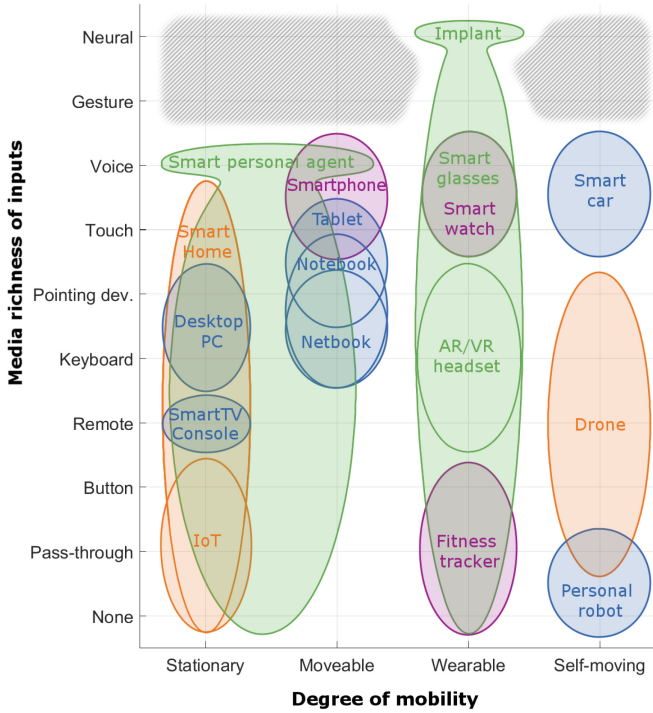 Neural
Implant
Gesture
Voice
Smart personal agent
Smart
glasses
Smartphone
Smart
car
Smart
watch
Tablet
Touch
Smart
Home
Notebook
Pointing dev.
Desktop
PC
Netbook
AR/VR
headset
Keyboard
SmartTV
Console
Remote
Drone
Button
IoT
Fitness
tracker
Pass-through
Personal
robot
None
Media richness of inputs
Stationary
Moveable
Wearable
Self-moving
Degree of mobility